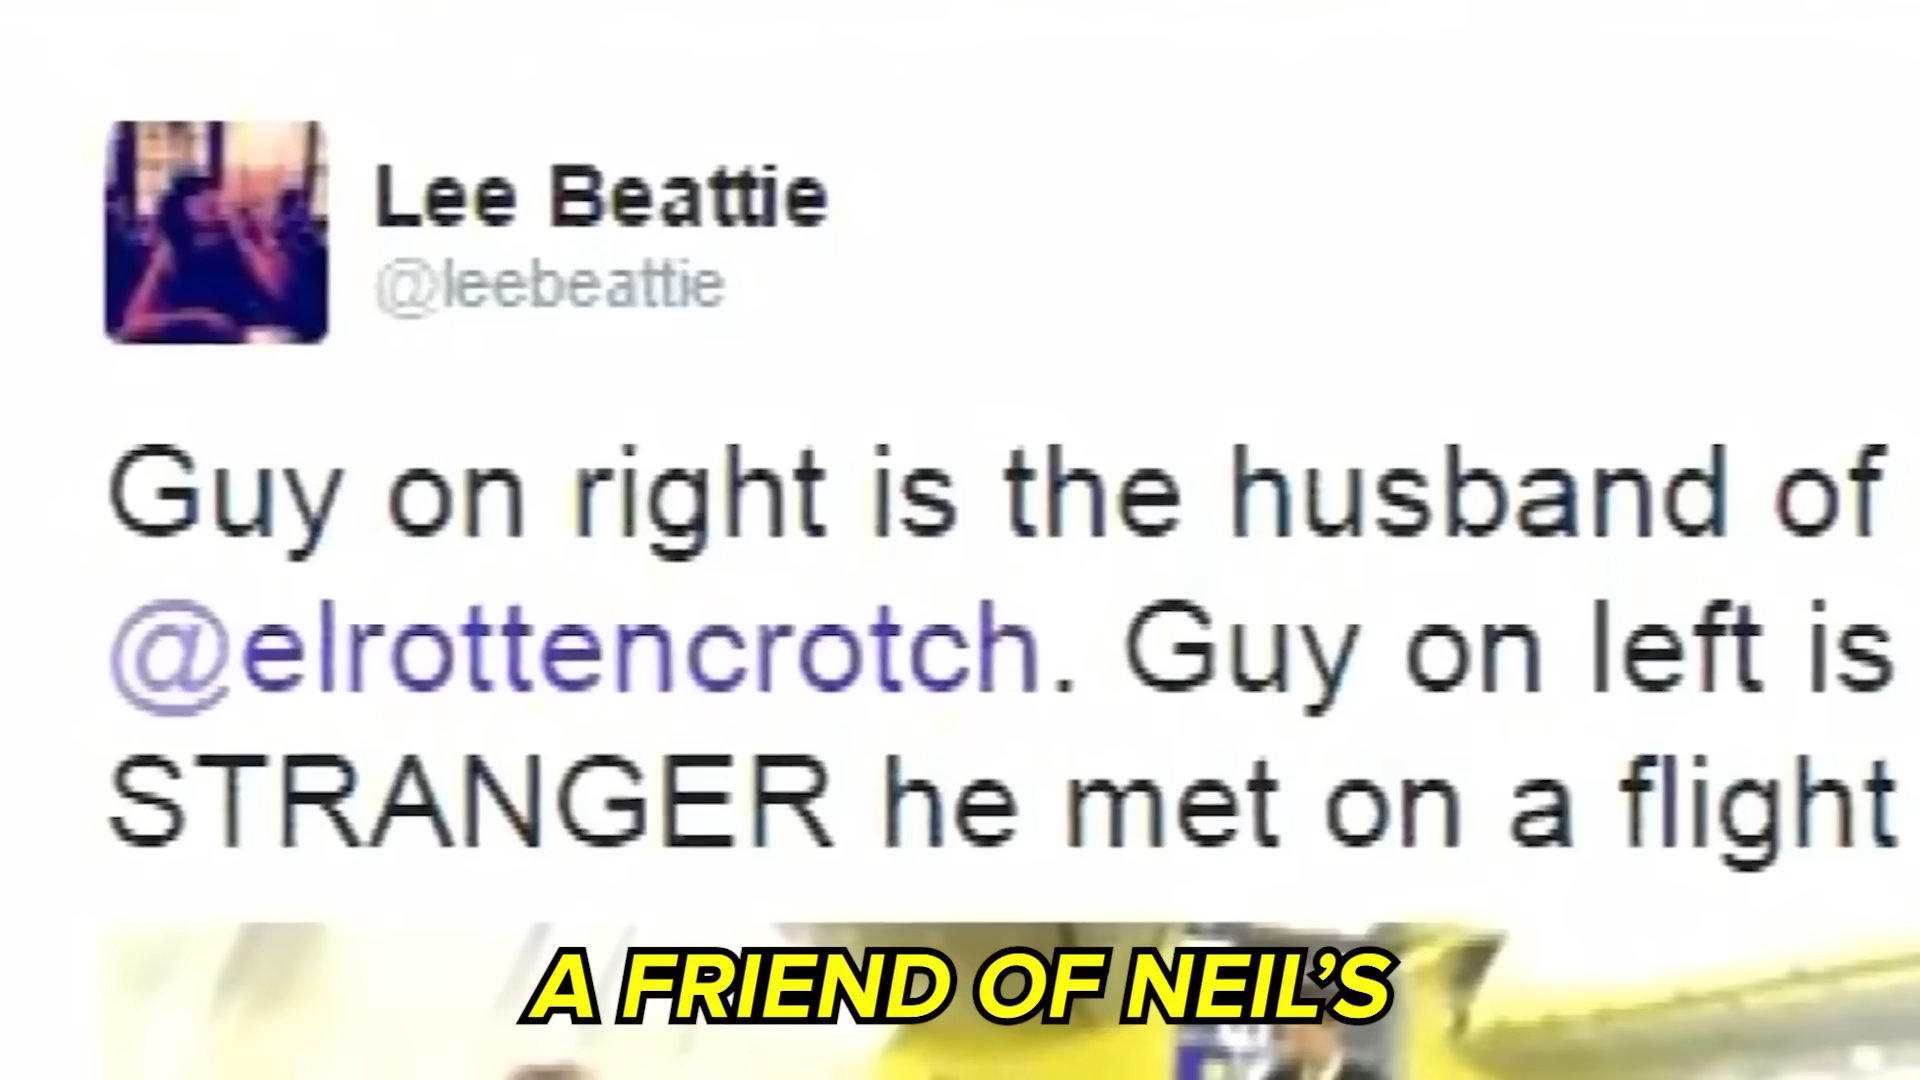 Lee Beattie
@leebeattie
Guy on right is the husband of
@elrottencrotch. Guy on left is
STRANGER he met on a flight
A FRIEND OF NEIL'S